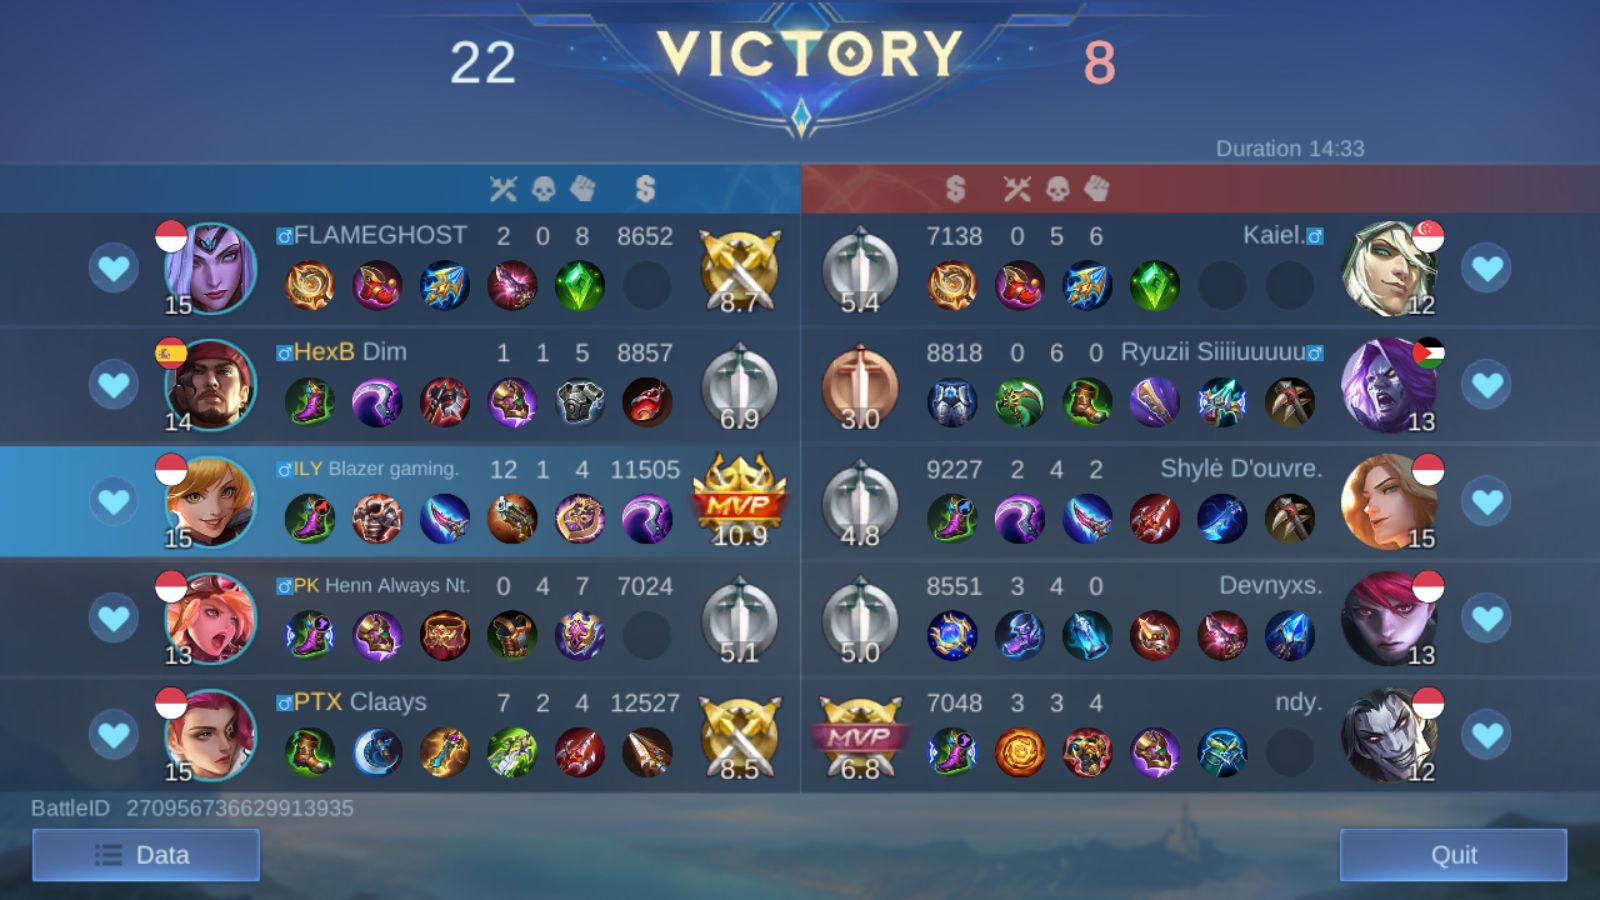 22 VICTORY 8
Duration 14:33
FLAMEGHOST 2 0 8 8652
15 8.7
5.4 7138 0 5 6 Kaiel.
12
HexB Dim 1 1 5 8857
14 6.9
3.0 8818 0 6 0 Ryuzii Siiiiuuuuu
13
ILY Blazer gaming. 12 1 4 11505
15 MVP 10.9
4.8 9227 2 4 2 Shylė D'ouvre.
15
PK Henn Always Nt. 0 4 7 7024
13 5.1
5.0 8551 3 4 0 Devnyxs.
13
PTX Claays 7 2 4 12527
15 8.5
MVP 6.8 7048 3 3 4 ndy.
12
BattleID 270956736629913935
Data
Quit